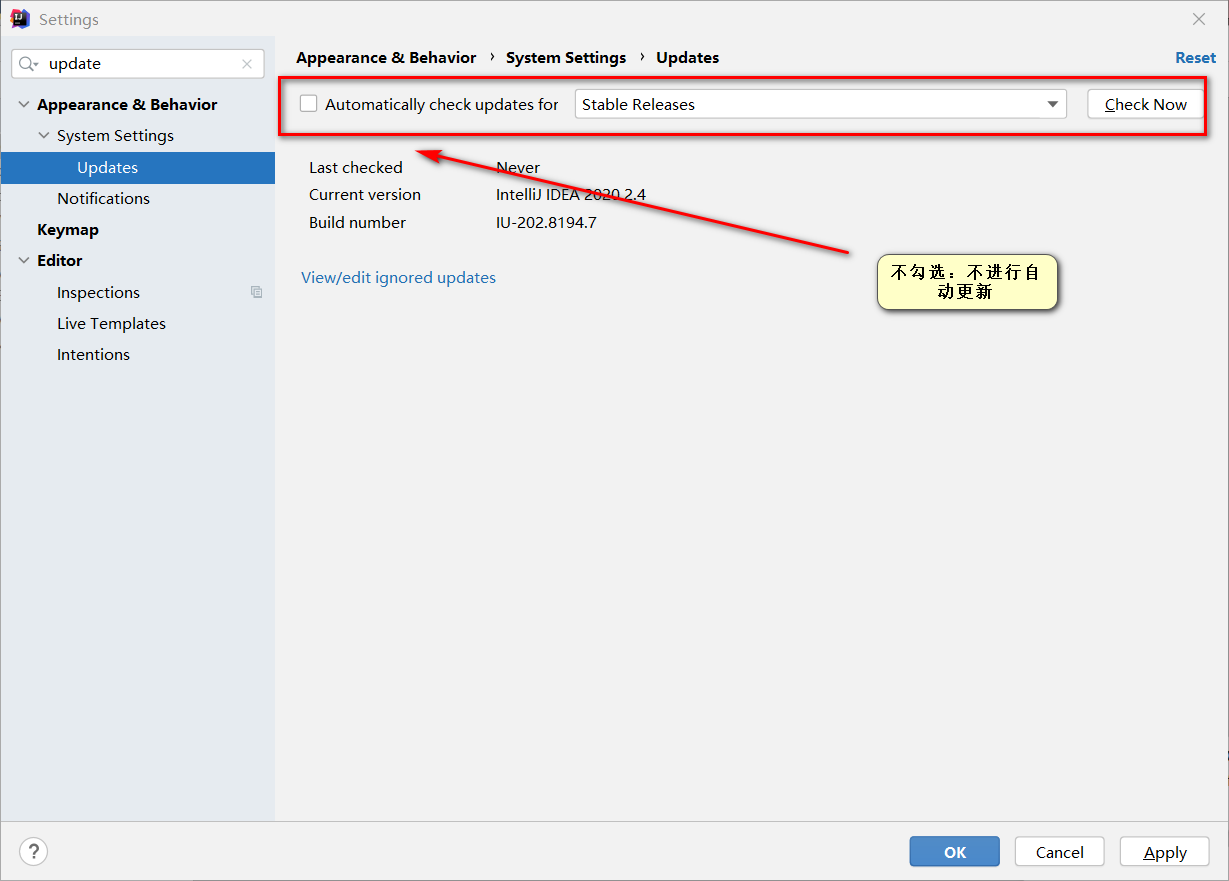 Settings
update
Appearance & Behavior › System Settings › Updates
Reset
Appearance & Behavior
System Settings
Updates
Notifications
Keymap
Editor
Inspections
Live Templates
Intentions
Automatically check updates for
Stable Releases
Check Now
Last checked Never
Current version IntelliJ IDEA 2020.2.4
Build number IU-202.8194.7
View/edit ignored updates
不勾选：不进行自
动更新
?
OK
Cancel
Apply